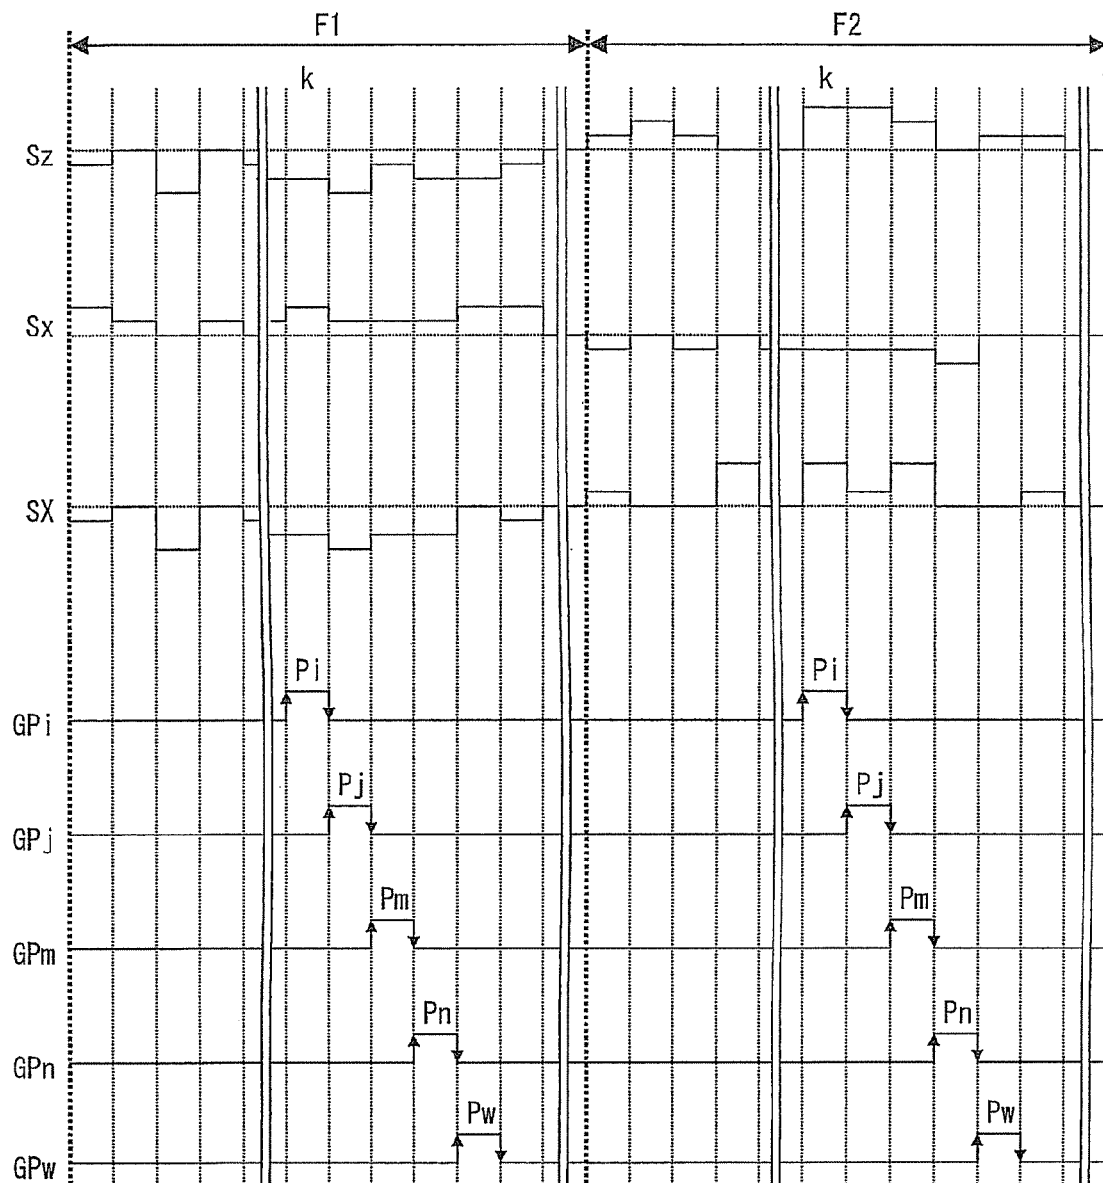 F1 F2
k k
Sz
Sx
SX
Pi Pi
GPi
Pj Pj
GPj
Pm Pm
GPm
Pn Pn
GPn
Pw Pw
GPw